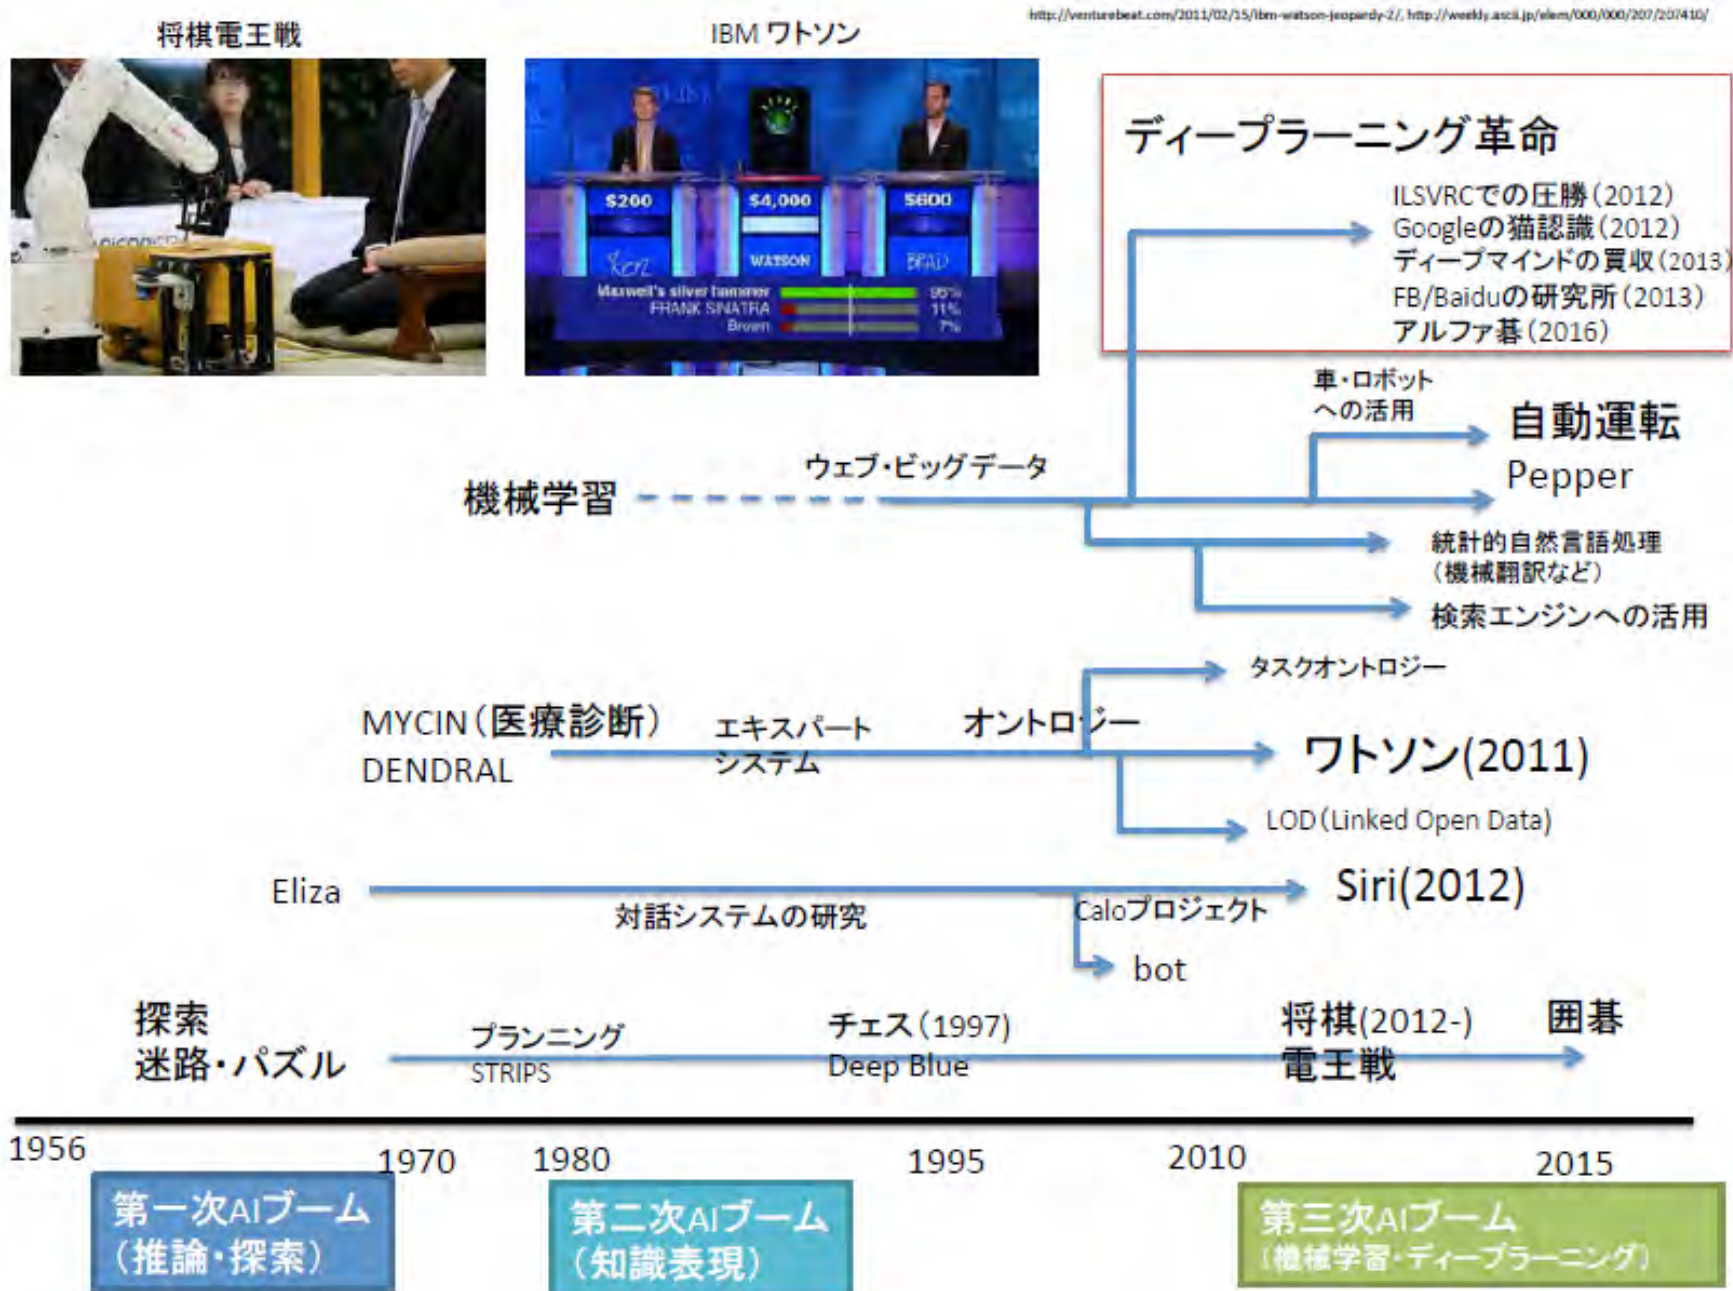 http://venturebeat.com/2011/02/15/ibm-watson-jeopardy-2/, http://weekly.ascii.jp/elem/000/000/207/207410/
将棋電王戦
IBM ワトソン
$200
$4,000
$600
Ken
WATSON
BRAD
Maxwell's silver hammer
FRANK SINATRA 11%
7%
ディープラーニング革命
ILSVRCでの圧勝(2012)
Googleの猫認識(2012)
ディープマインドの買収(2013)
FB/Baiduの研究所(2013)
アルファ碁(2016)
車・ロボット
への活用
自動運転
Pepper
ウェブ・ビッグデータ
機械学習
統計的自然言語処理
(機械翻訳など)
検索エンジンへの活用
タスクオントロジー
MYCIN(医療診断)
DENDRAL
エキスパート
システム
オントロジー
ワトソン(2011)
LOD(Linked Open Data)
Eliza
対話システムの研究
Caloプロジェクト
Siri(2012)
bot
探索
迷路・パズル
プランニング
STRIPS
チェス(1997)
Deep Blue
将棋(2012-)
電王戦
囲碁
1956
1970
1980
1995
2010
2015
第一次AIブーム
(推論・探索)
第二次AIブーム
(知識表現)
第三次AIブーム
(機械学習・ディープラーニング)